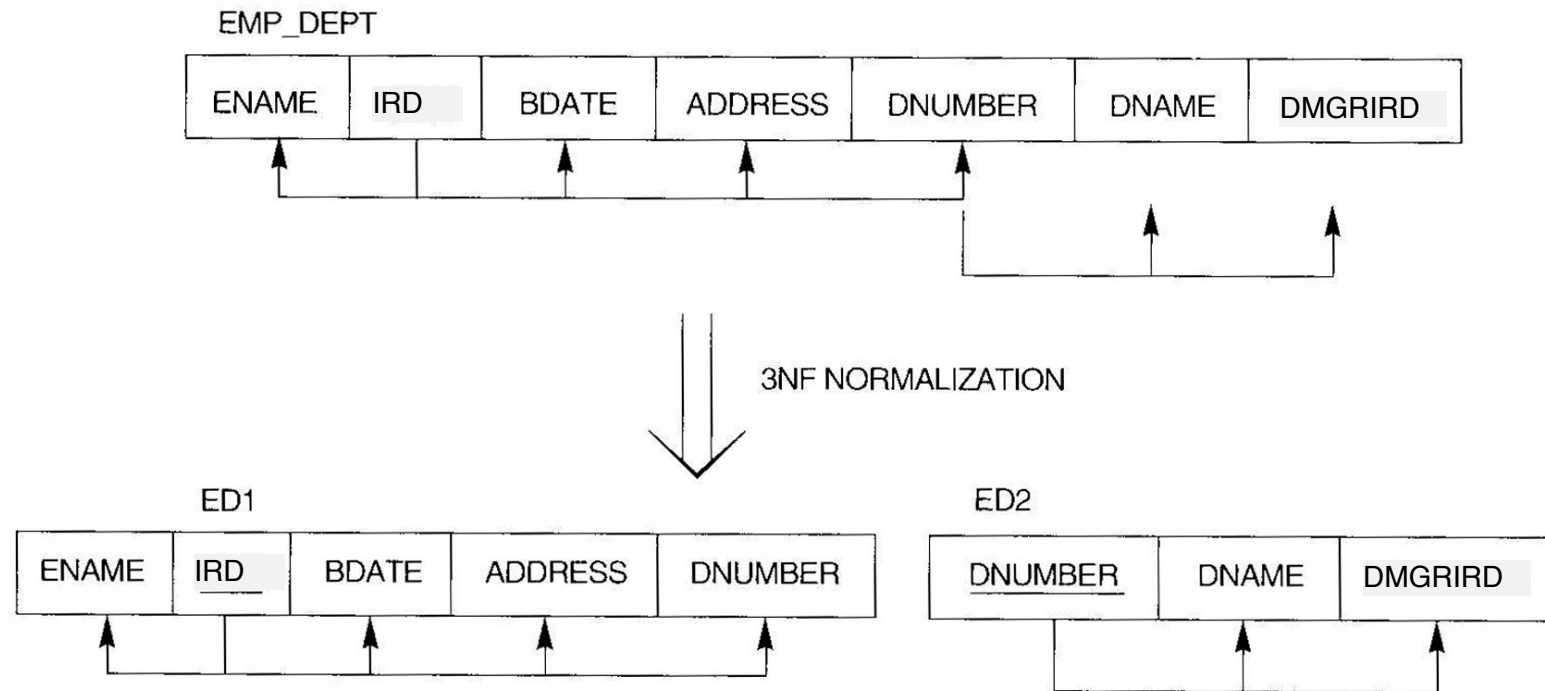 EMP_DEPT
ENAME IRD BDATE ADDRESS DNUMBER DNAME DMGRIRD
3NF NORMALIZATION
ED1
ENAME IRD BDATE ADDRESS DNUMBER
ED2
DNUMBER DNAME DMGRIRD